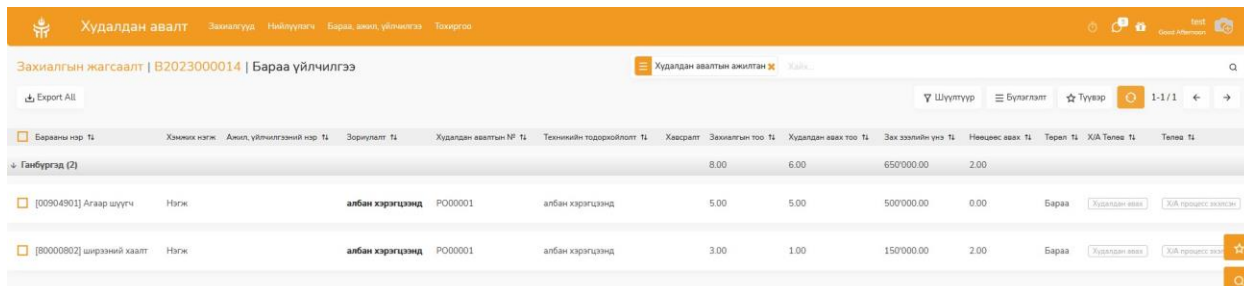 Худалдан авалт Захиалгууд Нийлүүлэгч Бараа, ажил, үйлчилгээ Тохиргоо test
Good Afternoon
Захиалгын жагсаалт | B2023000014 | Бараа үйлчилгээ Худалдан авалтын ажилтан Хайх...
Export All Шүүлтүүр Бүлэглэлт Түүвэр 1-1 / 1
Барааны нэр Хэмжих нэгж Ажил, үйлчилгээний нэр Зориулалт Худалдан авалтын № Техникийн тодорхойлолт Хавсралт Захиалгын тоо Худалдан авах тоо Зах зээлийн үнэ Нөөцөөс авах Төрөл Х/А Төлөв Төлөв
Ганбүргэд (2) 8.00 6.00 650'000.00 2.00
[00904901] Агаар шүүгч Нэгж албан хэрэгцээнд PO00001 албан хэрэгцээнд 5.00 5.00 500'000.00 0.00 Бараа Худалдан авах Х/А процесс эхэлсэн
[80000802] ширээний хаалт Нэгж албан хэрэгцээнд PO00001 албан хэрэгцээнд 3.00 1.00 150'000.00 2.00 Бараа Худалдан авах Х/А процесс